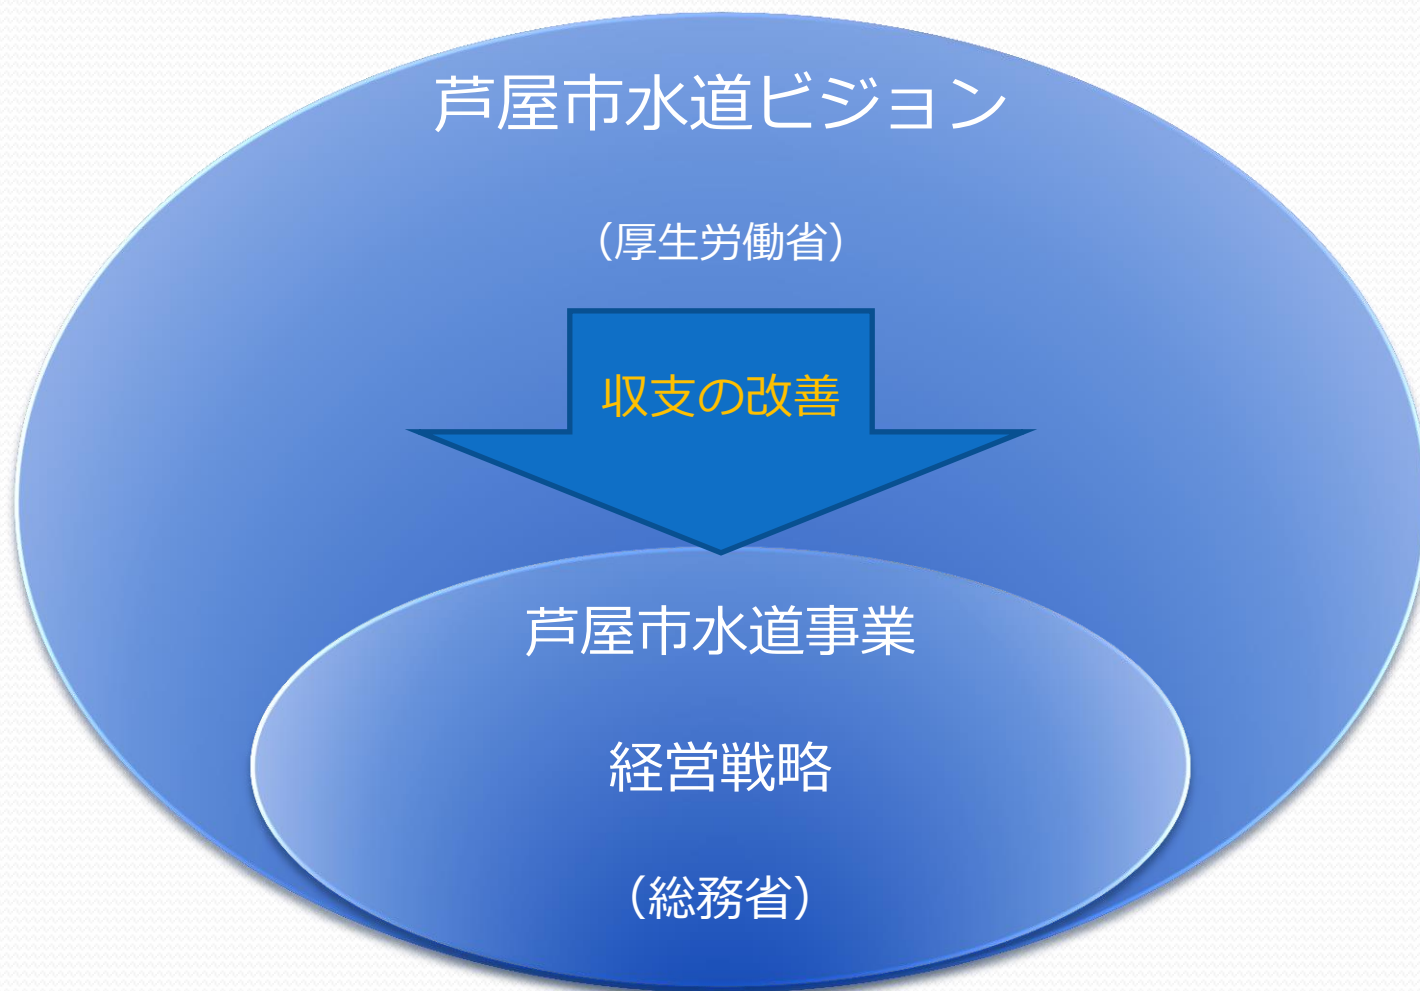 芦屋市水道ビジョン
（厚生労働省）
収支の改善
芦屋市水道事業
経営戦略
（総務省）